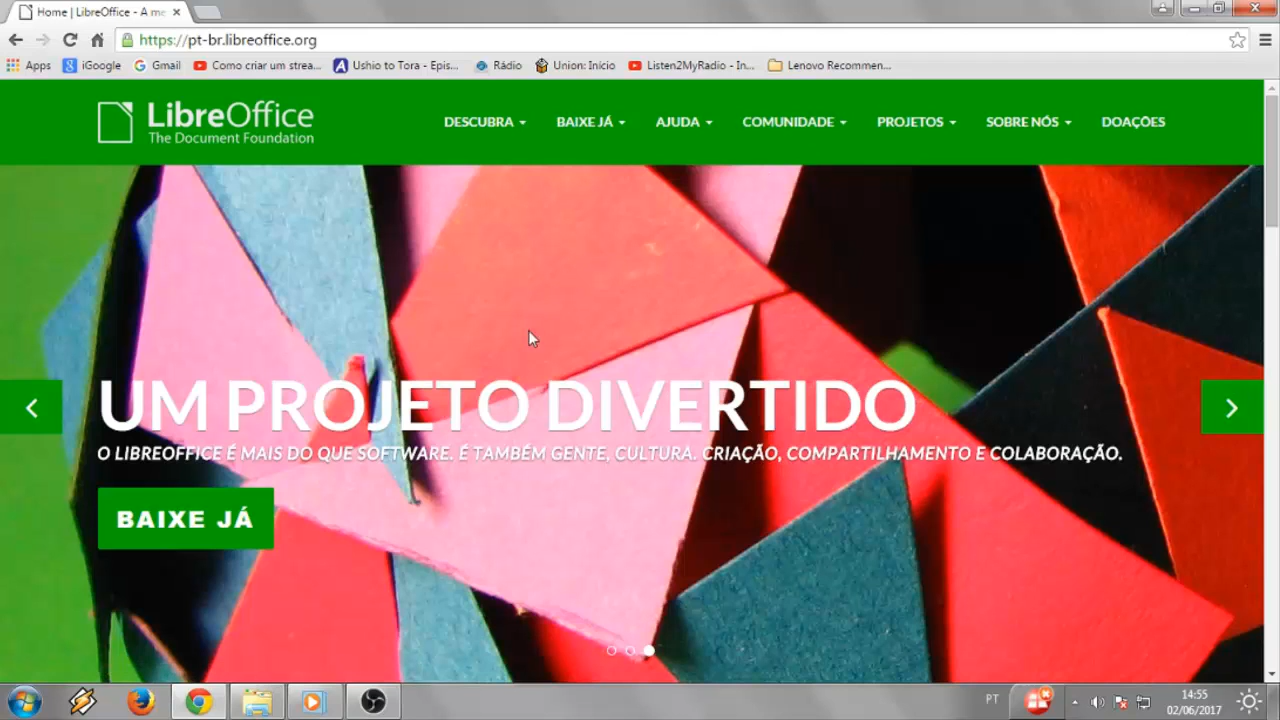 Home | LibreOffice - A me
https://pt-br.libreoffice.org
Apps
iGoogle
Gmail
Como criar um strea...
Ushio to Tora - Epis...
Rádio
Union: Inicio
Listen2MyRadio - In...
Lenovo Recommen...
LibreOffice
The Document Foundation
DESCUBRA
BAIXE JÁ
AJUDA
COMUNIDADE
PROJETOS
SOBRE NÓS
DOAÇÕES
UM PROJETO DIVERTIDO
O LIBREOFFICE É MAIS DO QUE SOFTWARE. É TAMBÉM GENTE, CULTURA. CRIAÇÃO, COMPARTILHAMENTO E COLABORAÇÃO.
BAIXE JÁ
PT
14:55
02/06/2017